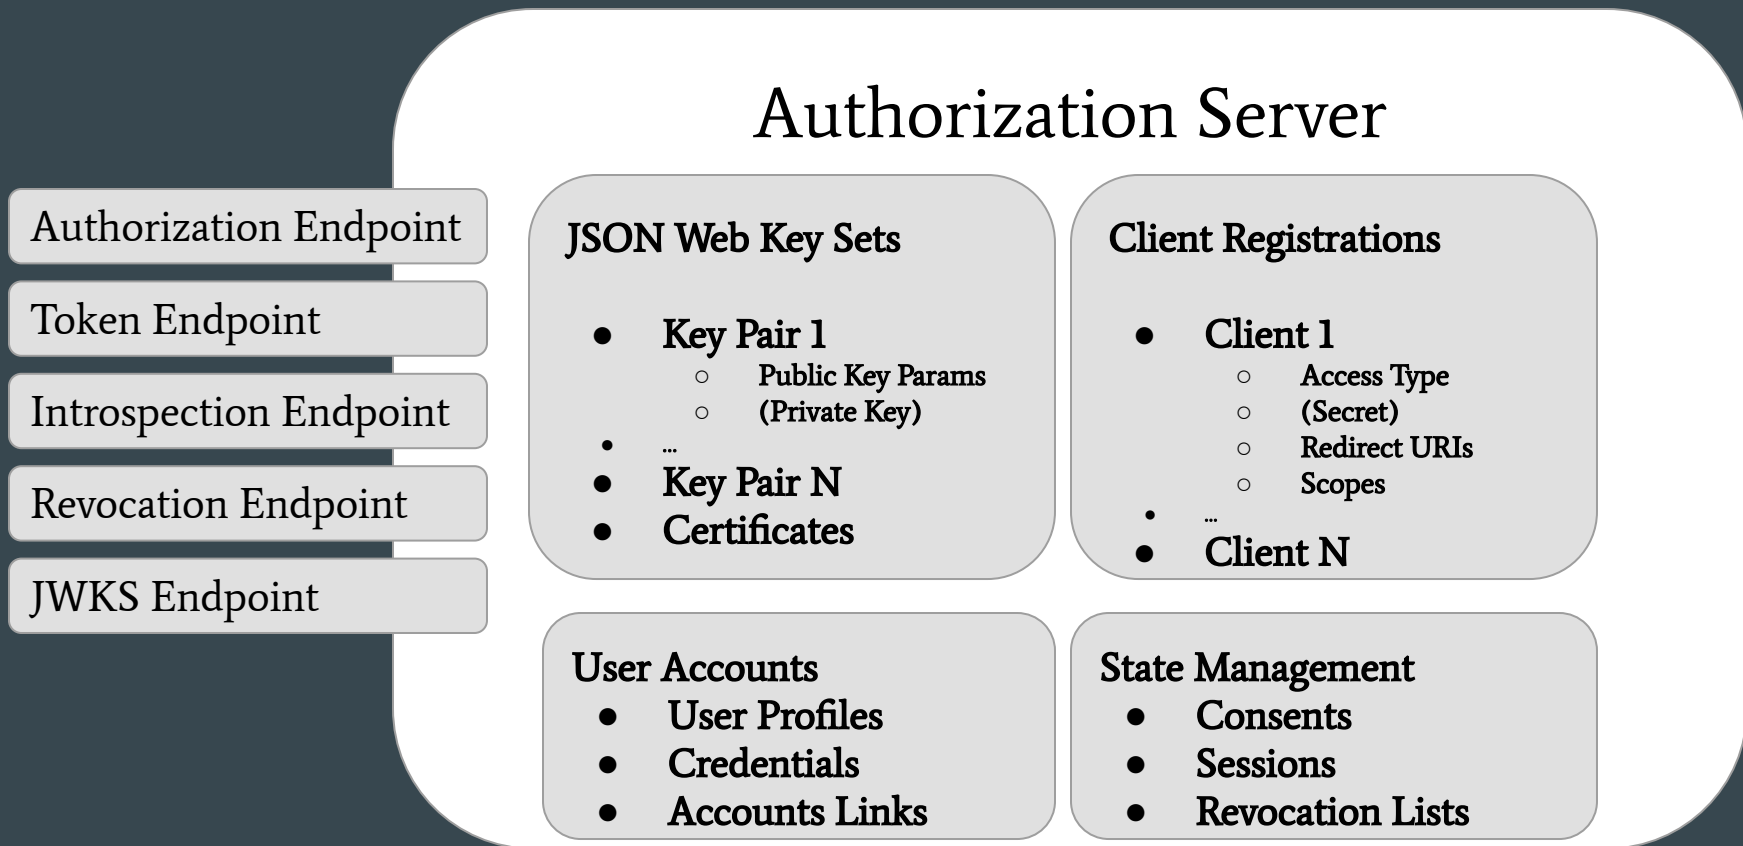 Authorization Server
Authorization Endpoint
Token Endpoint
Introspection Endpoint
Revocation Endpoint
JWKS Endpoint
JSON Web Key Sets
● Key Pair 1
○ Public Key Params
○ (Private Key)
• ...
● Key Pair N
● Certificates
Client Registrations
● Client 1
○ Access Type
○ (Secret)
○ Redirect URIs
○ Scopes
• ...
● Client N
User Accounts
● User Profiles
● Credentials
● Accounts Links
State Management
● Consents
● Sessions
● Revocation Lists